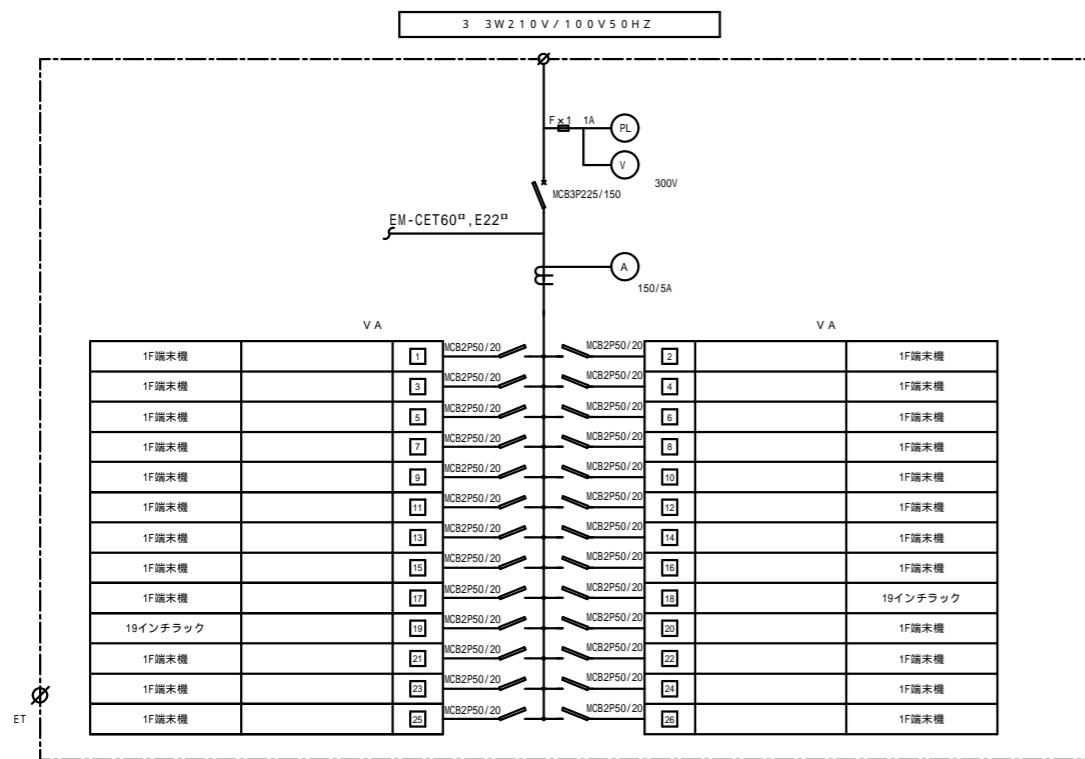 3 3W210V/100V50HZ
F×1 1A PL
V
300V
MCB3P225/150
EM-CET60□,E22□
A
150/5A
VA VA
1F端末機 1 MCB2P50/20 MCB2P50/20 2 1F端末機
1F端末機 3 MCB2P50/20 MCB2P50/20 4 1F端末機
1F端末機 5 MCB2P50/20 MCB2P50/20 6 1F端末機
1F端末機 7 MCB2P50/20 MCB2P50/20 8 1F端末機
1F端末機 9 MCB2P50/20 MCB2P50/20 10 1F端末機
1F端末機 11 MCB2P50/20 MCB2P50/20 12 1F端末機
1F端末機 13 MCB2P50/20 MCB2P50/20 14 1F端末機
1F端末機 15 MCB2P50/20 MCB2P50/20 16 1F端末機
1F端末機 17 MCB2P50/20 MCB2P50/20 18 19インチラック
19インチラック 19 MCB2P50/20 MCB2P50/20 20 1F端末機
1F端末機 21 MCB2P50/20 MCB2P50/20 22 1F端末機
1F端末機 23 MCB2P50/20 MCB2P50/20 24 1F端末機
1F端末機 25 MCB2P50/20 MCB2P50/20 26 1F端末機
ET